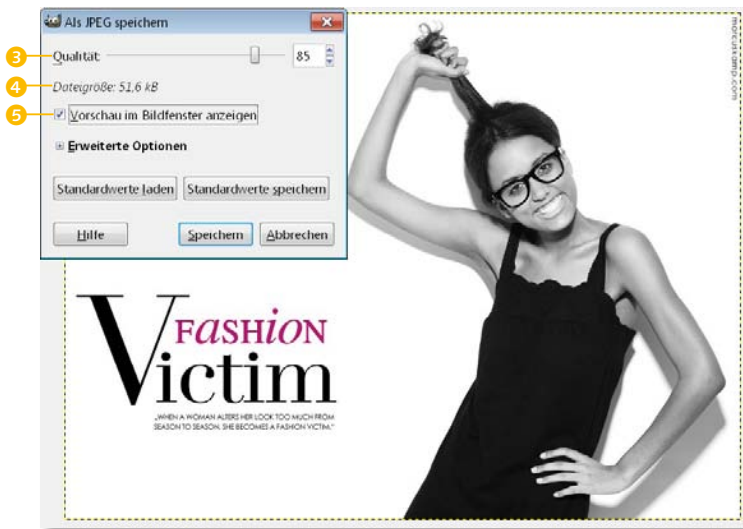 Als JPEG speichern
3 Qualität: 85
4 Dateigröße: 51,6 kB
5 Vorschau im Bildfenster anzeigen
Erweiterte Optionen
Standardwerte laden Standardwerte speichern
Hilfe Speichern Abbrechen
marcuskamp.com
FASHION
Victim
„WHEN A WOMAN ALTERS HER LOOK TOO MUCH FROM
SEASON TO SEASON, SHE BECOMES A FASHION VICTIM.“